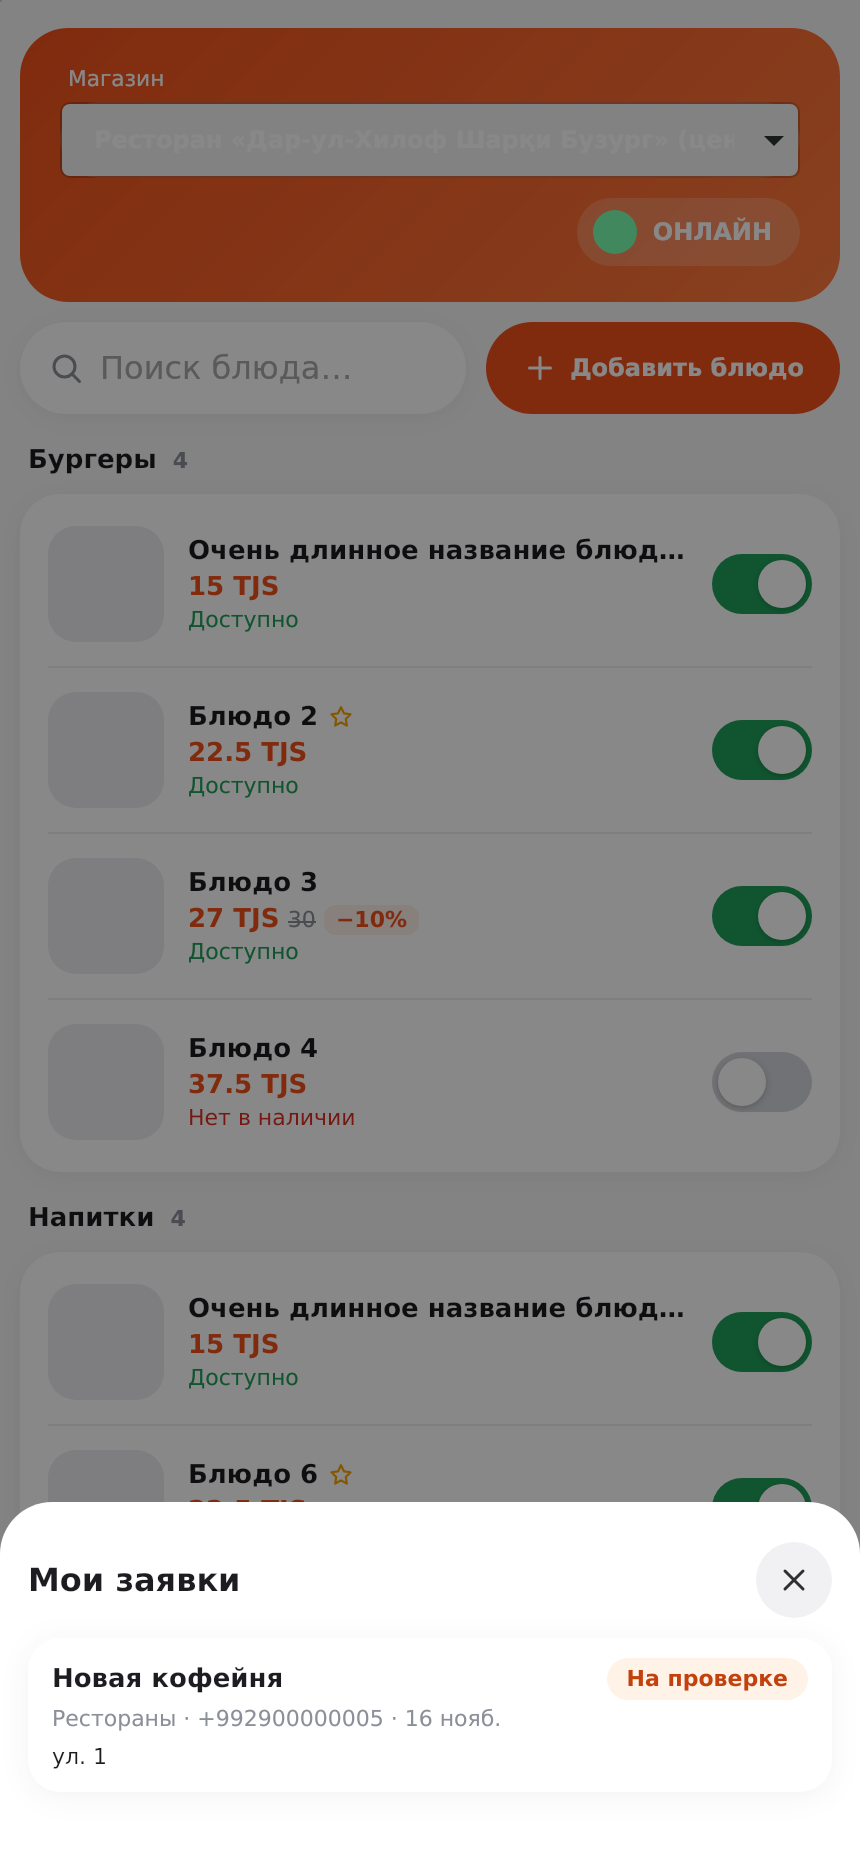 Магазин
Ресторан «Дар-ул-Хилоф Шарқи Бузург» (цен
ОНЛАЙН
Поиск блюда...
Добавить блюдо
Бургеры 4
Очень длинное название блюд...
15 TJS
Доступно
Блюдо 2
22.5 TJS
Доступно
Блюдо 3
27 TJS 30 −10%
Доступно
Блюдо 4
37.5 TJS
Нет в наличии
Напитки 4
Очень длинное название блюд...
15 TJS
Доступно
Блюдо 6
Мои заявки
Новая кофейня
На проверке
Рестораны · +992900000005 · 16 нояб.
ул. 1